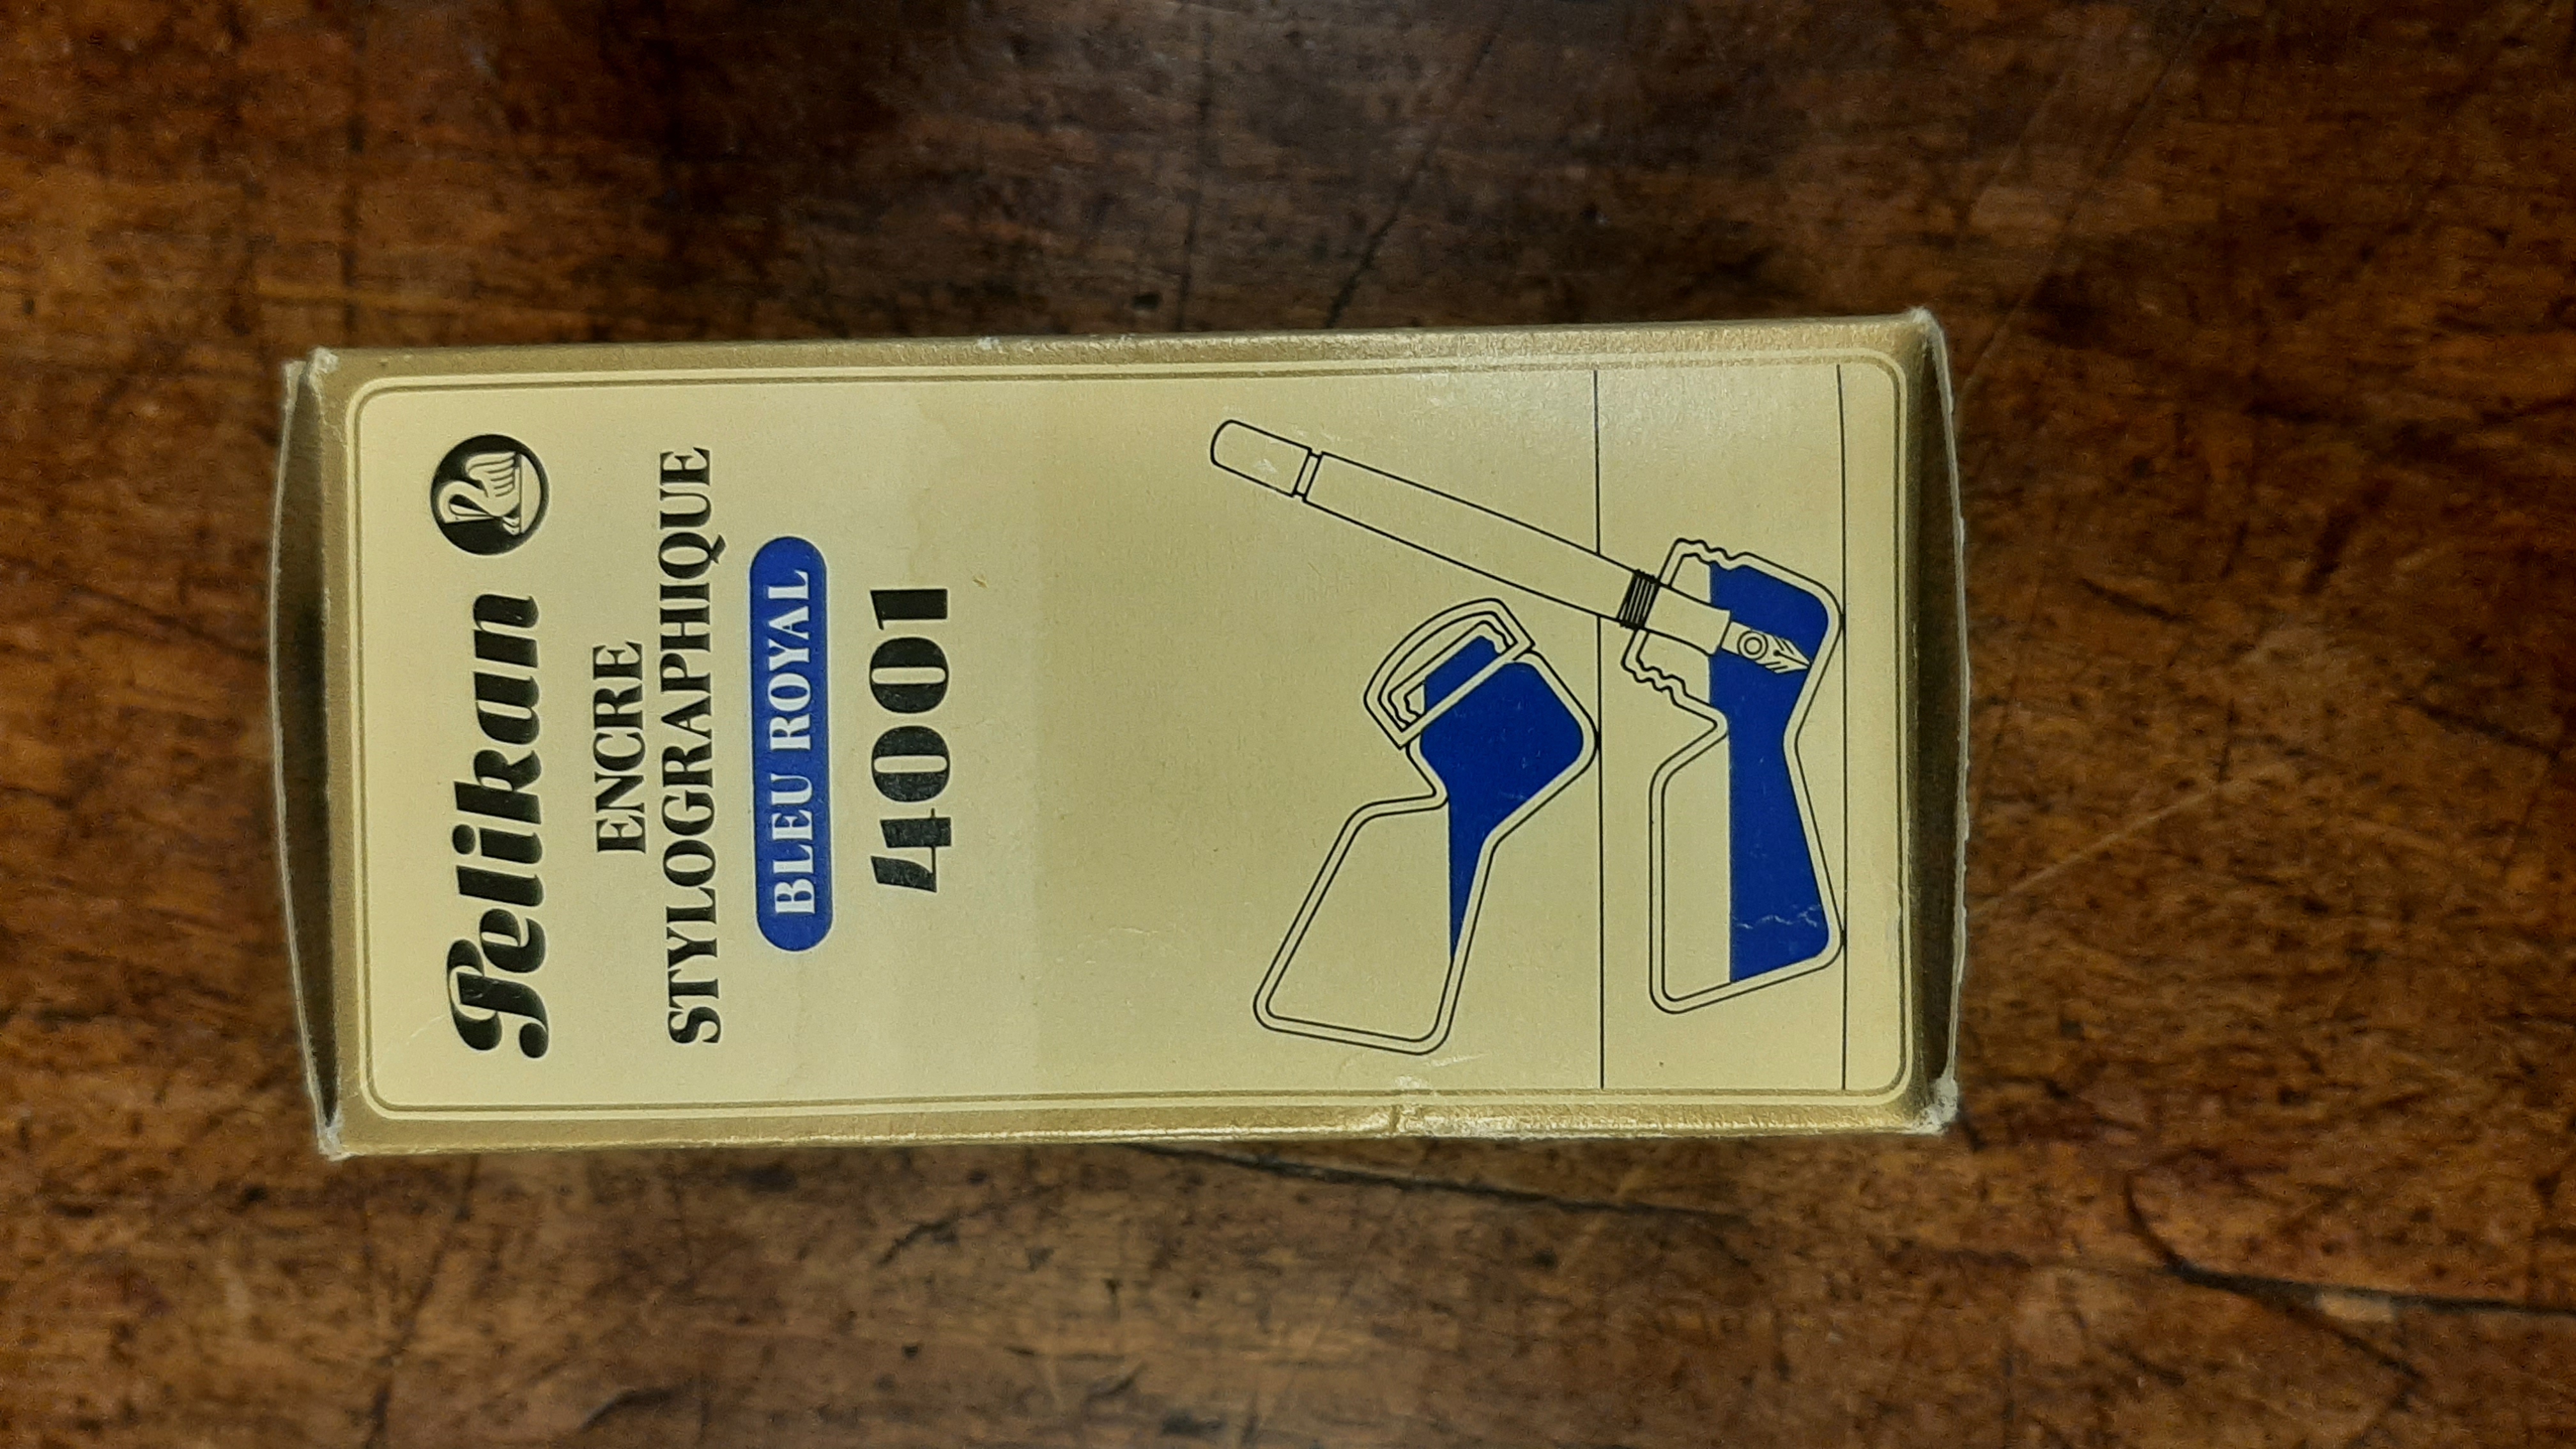 Pelikan
ENCRE
STYLOGRAPHIQUE
BLEU ROYAL
4001